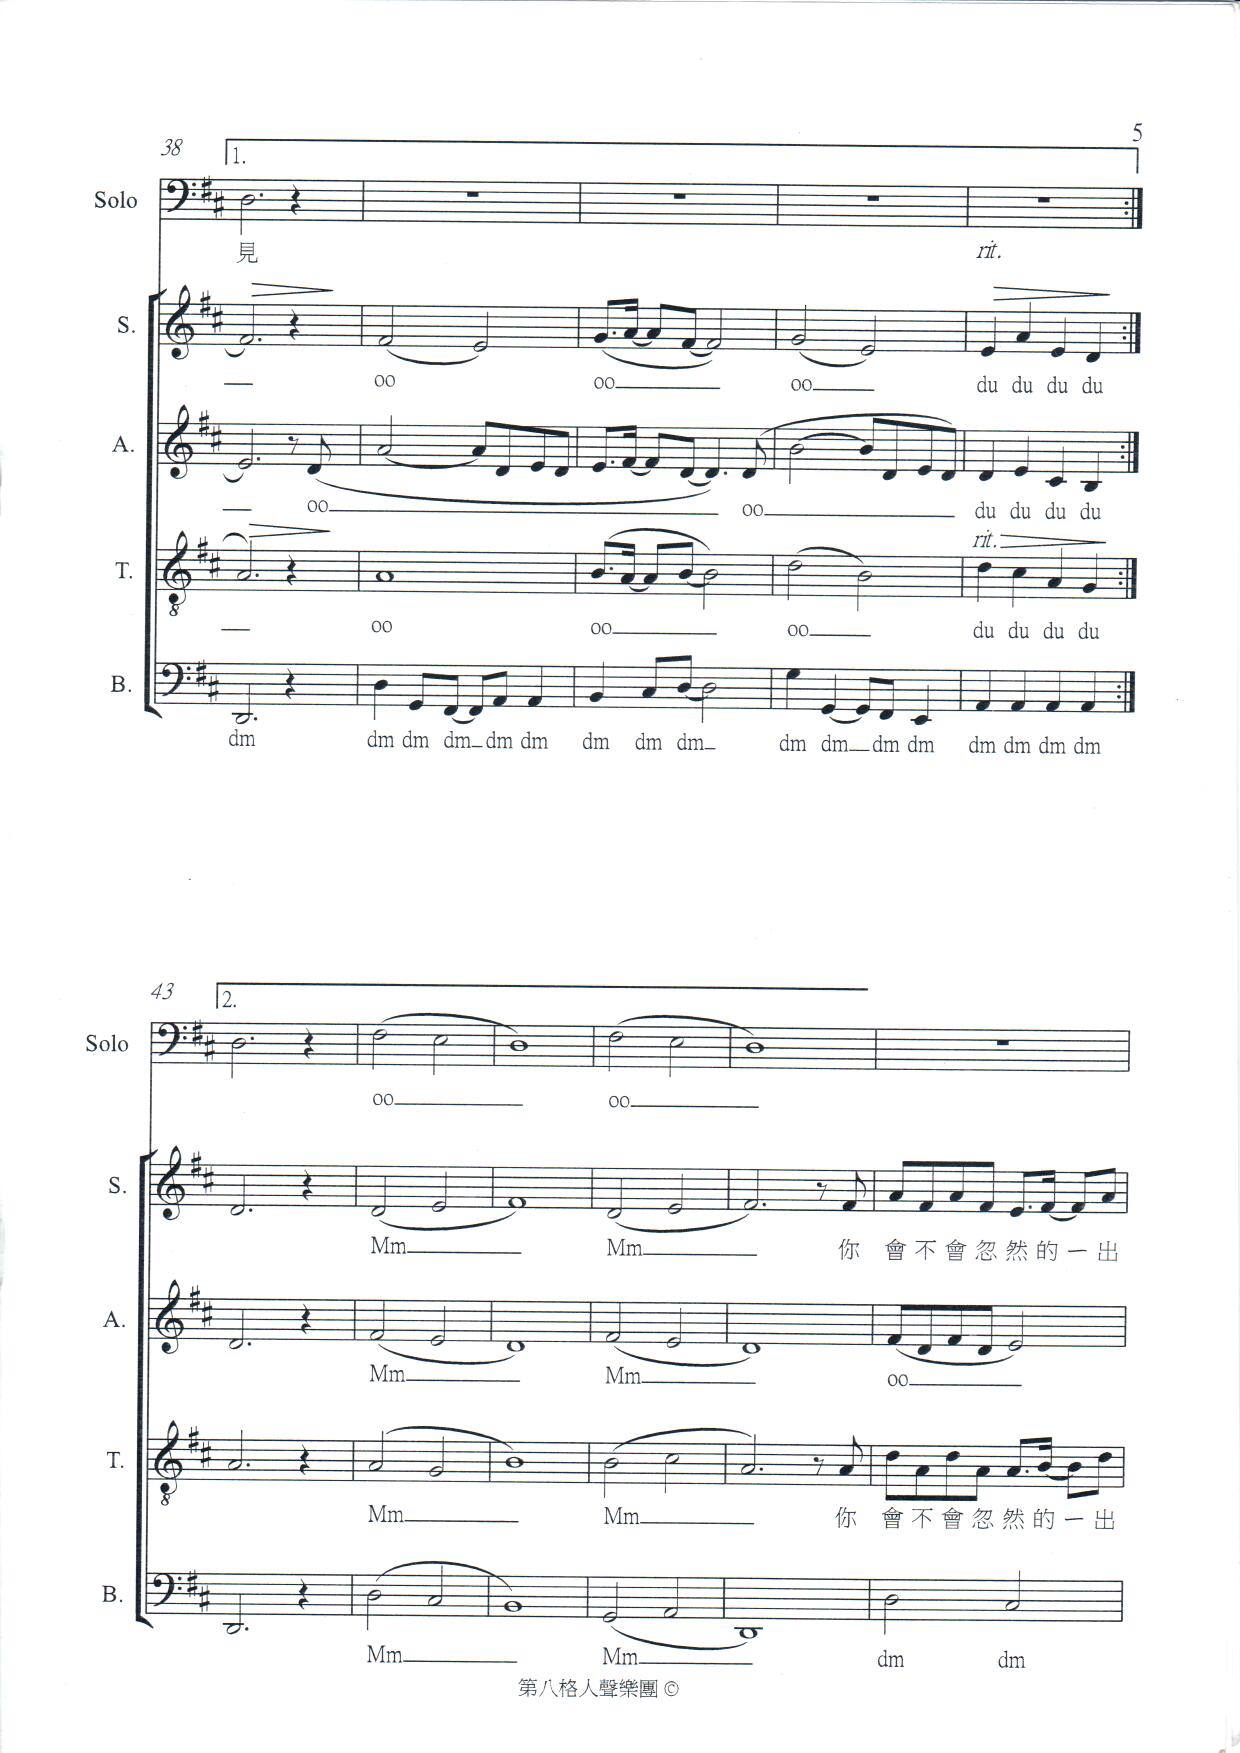 5
38
1.
Solo
見
rit.
S.
oo oo oo du du du du
A.
oo oo du du du du
rit.
T.
oo oo oo du du du du
B.
dm dm dm dm dm dm dm dm dm dm dm dm dm dm dm dm dm
43
2.
Solo
oo oo
S.
Mm Mm 你 會 不 會 忽 然 的 一 出
A.
Mm Mm oo
T.
Mm Mm 你 會 不 會 忽 然 的 一 出
B.
Mm Mm dm dm
第八格人聲樂團 ©